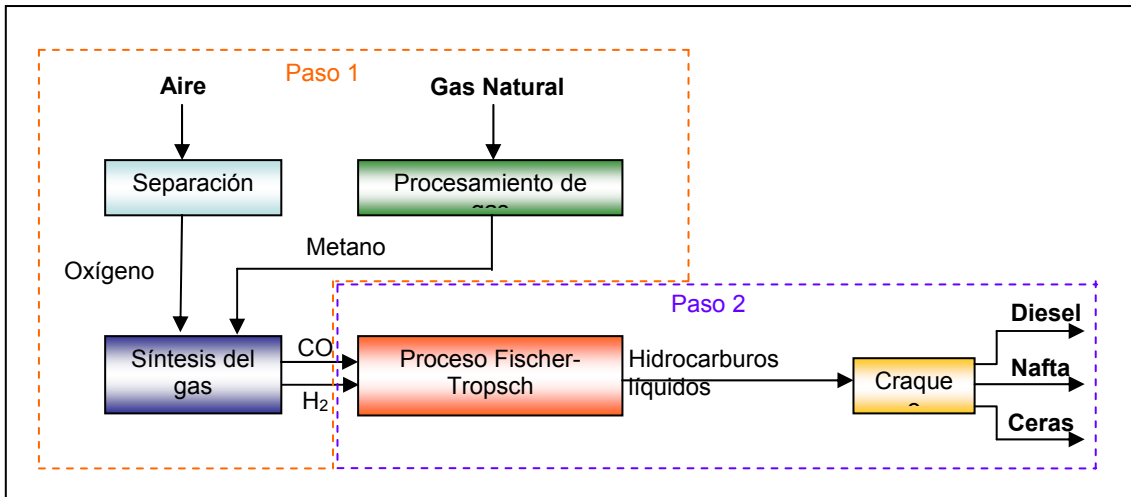 Paso 1
Aire
Gas Natural
Separación
Procesamiento de
Metano
Oxígeno
Paso 2
Diesel
Síntesis del
gas
CO
H₂
Proceso Fischer-
Tropsch
Hidrocarburos
líquidos
Craque
Nafta
Ceras